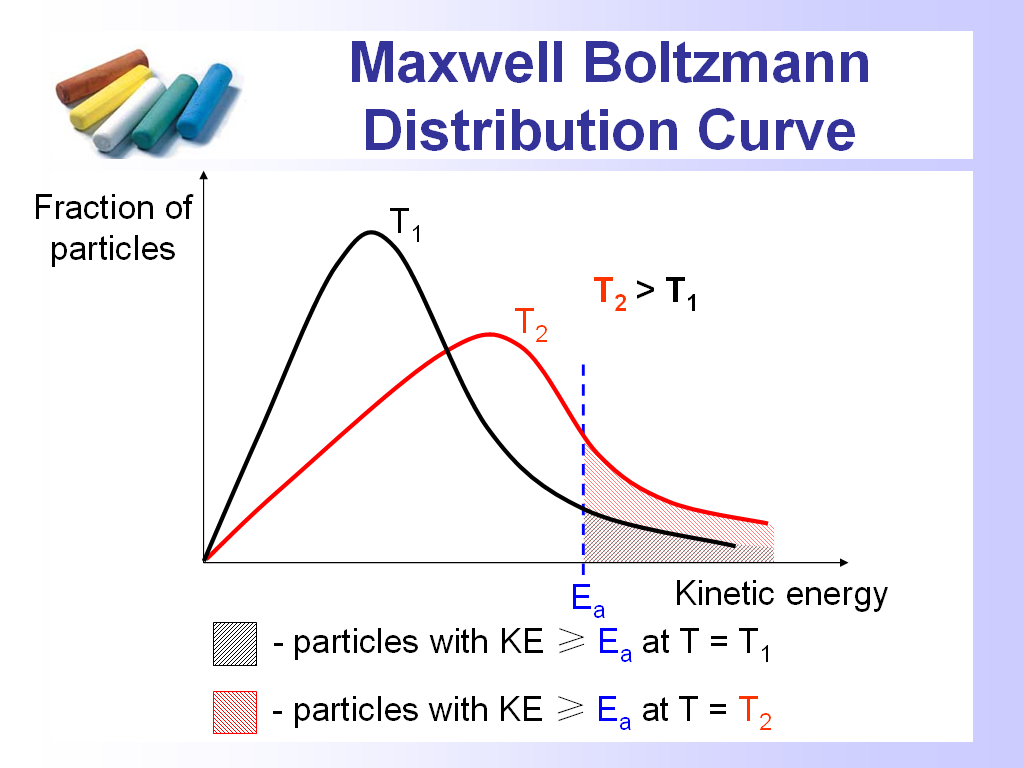 Maxwell Boltzmann
Distribution Curve
Fraction of
particles
T₁
T₂ > T₁
T₂
Eₐ
Kinetic energy
- particles with KE ⩾ Eₐ at T = T₁
- particles with KE ⩾ Eₐ at T = T₂